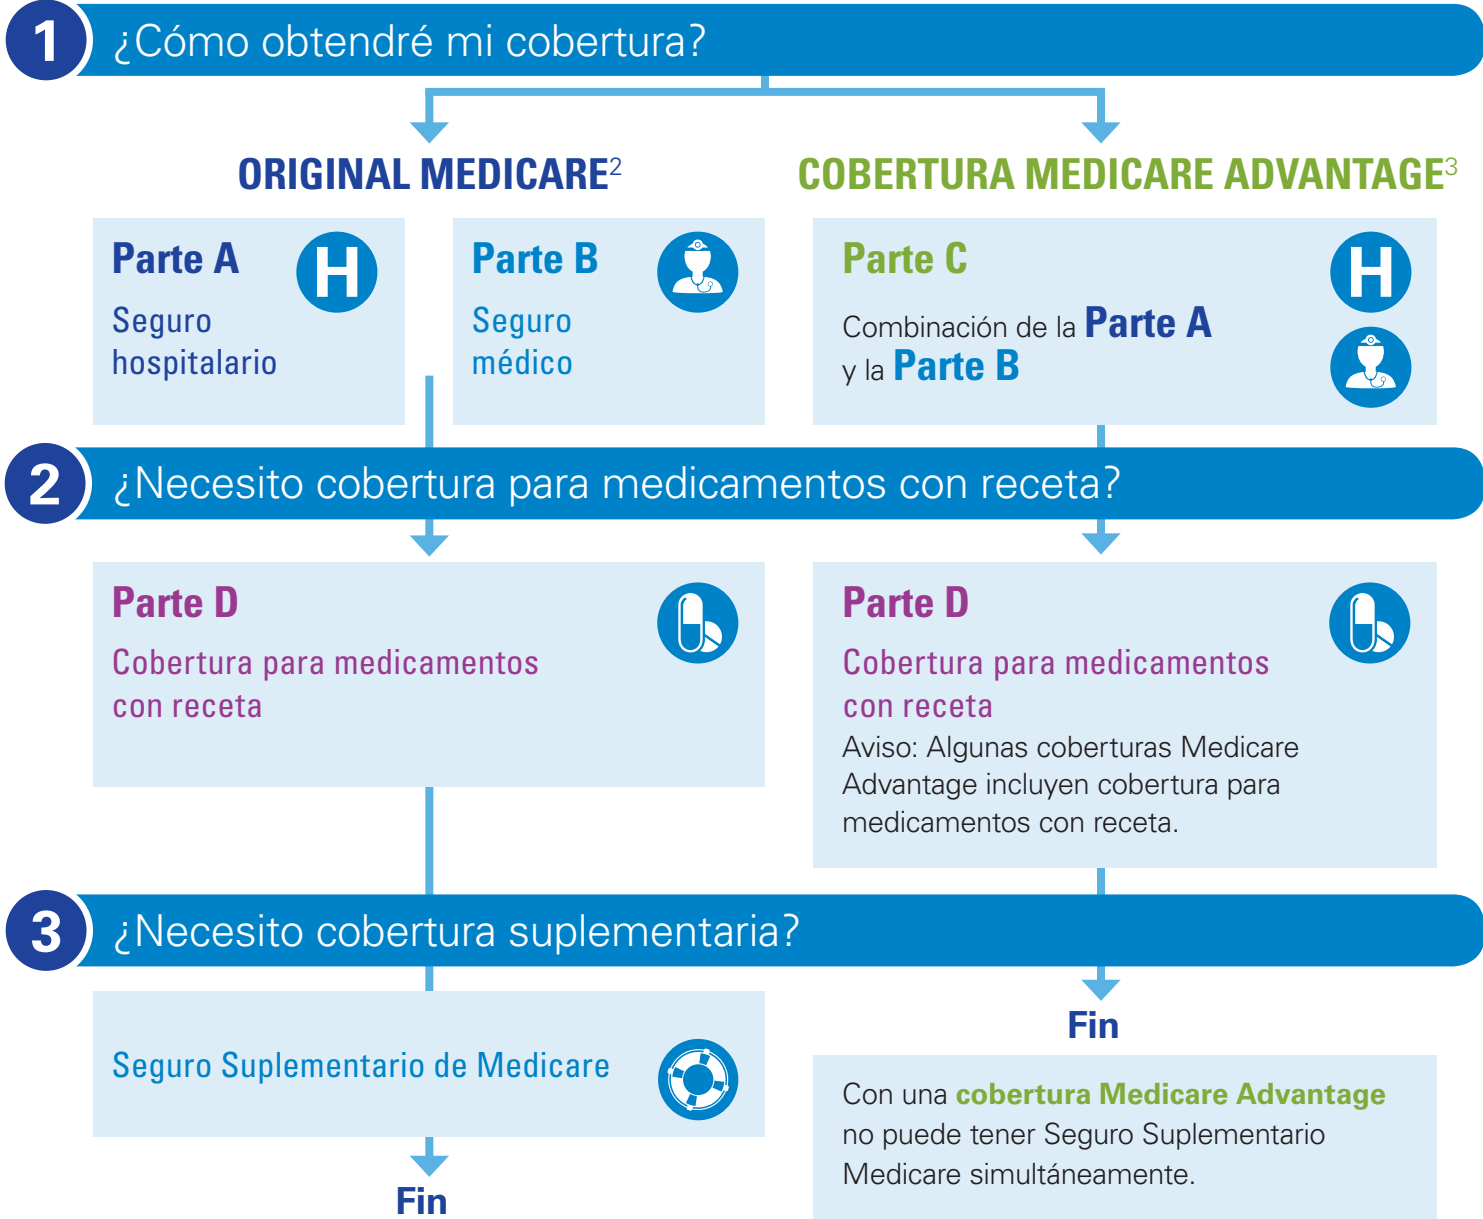 1 ¿Cómo obtendré mi cobertura?
ORIGINAL MEDICARE2
Parte A
H
Seguro
hospitalario
Parte B
Seguro
médico
COBERTURA MEDICARE ADVANTAGE3
Parte C
H
Combinación de la Parte A
y la Parte B
2 ¿Necesito cobertura para medicamentos con receta?
Parte D
Cobertura para medicamentos
con receta
Parte D
Cobertura para medicamentos
con receta
Aviso: Algunas coberturas Medicare
Advantage incluyen cobertura para
medicamentos con receta.
3 ¿Necesito cobertura suplementaria?
Seguro Suplementario de Medicare
Fin
Fin
Con una cobertura Medicare Advantage
no puede tener Seguro Suplementario
Medicare simultáneamente.